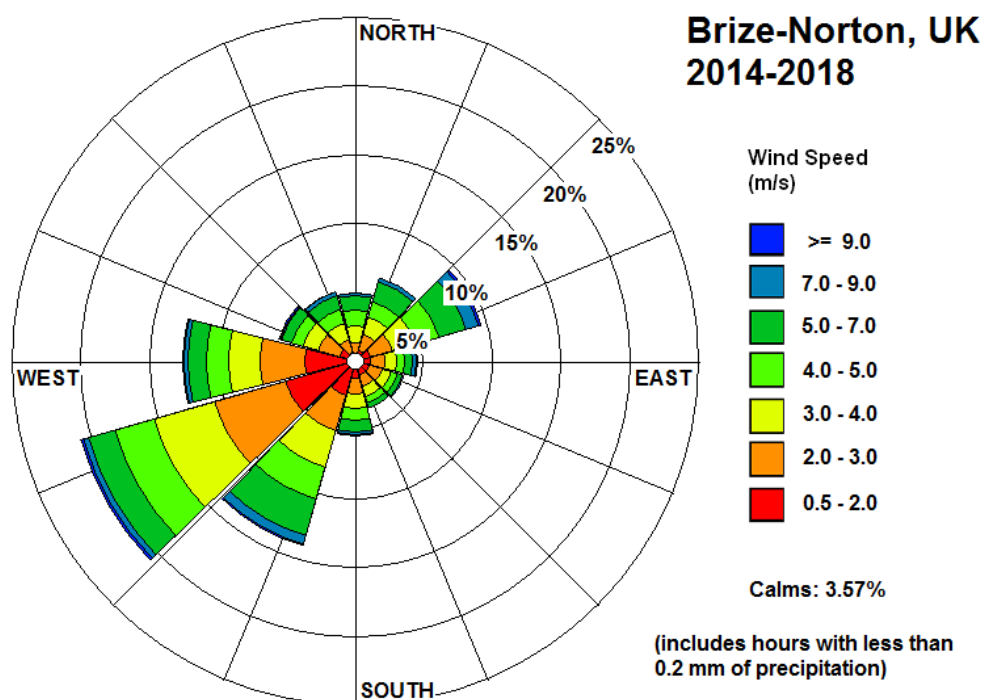 Brize-Norton, UK
2014-2018
NORTH
25%
20%
15%
10%
5%
WEST
EAST
SOUTH
Wind Speed
(m/s)
>= 9.0
7.0 - 9.0
5.0 - 7.0
4.0 - 5.0
3.0 - 4.0
2.0 - 3.0
0.5 - 2.0
Calms: 3.57%
(includes hours with less than
0.2 mm of precipitation)